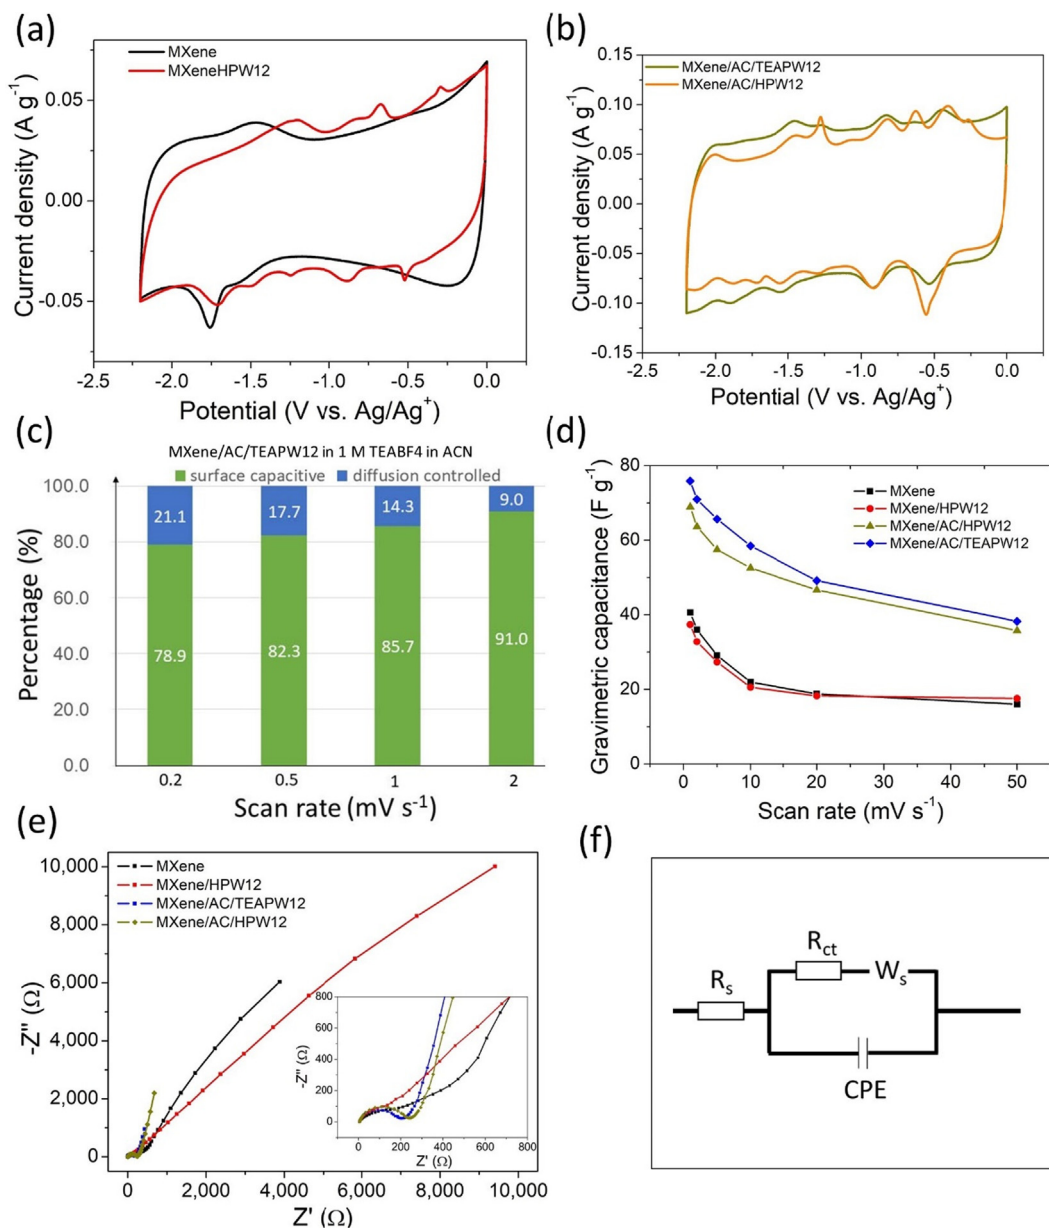 (a)
MXene
MXeneHPW12
Current density (A g⁻¹)
0.05
0.00
-0.05
-2.5 -2.0 -1.5 -1.0 -0.5 0.0
Potential (V vs. Ag/Ag⁺)
(b)
MXene/AC/TEAPW12
MXene/AC/HPW12
Current density (A g⁻¹)
0.15
0.10
0.05
0.00
-0.05
-0.10
-0.15
-2.5 -2.0 -1.5 -1.0 -0.5 0.0
Potential (V vs. Ag/Ag⁺)
(c)
MXene/AC/TEAPW12 in 1 M TEABF4 in ACN
surface capacitive diffusion controlled
Percentage (%)
100.0
80.0
60.0
40.0
20.0
0.0
21.1 17.7 14.3 9.0
78.9 82.3 85.7 91.0
0.2 0.5 1 2
Scan rate (mV s⁻¹)
(d)
MXene
MXene/HPW12
MXene/AC/HPW12
MXene/AC/TEAPW12
Gravimetric capacitance (F g⁻¹)
80
60
40
20
0
0 10 20 30 40 50
Scan rate (mV s⁻¹)
(e)
MXene
MXene/HPW12
MXene/AC/TEAPW12
MXene/AC/HPW12
-Z'' (Ω)
10,000
8,000
6,000
4,000
2,000
0
0 2,000 4,000 6,000 8,000 10,000
Z' (Ω)
-Z'' (Ω)
800
600
400
200
0
0 200 400 600 800
Z' (Ω)
(f)
Rct
Rs
Ws
CPE